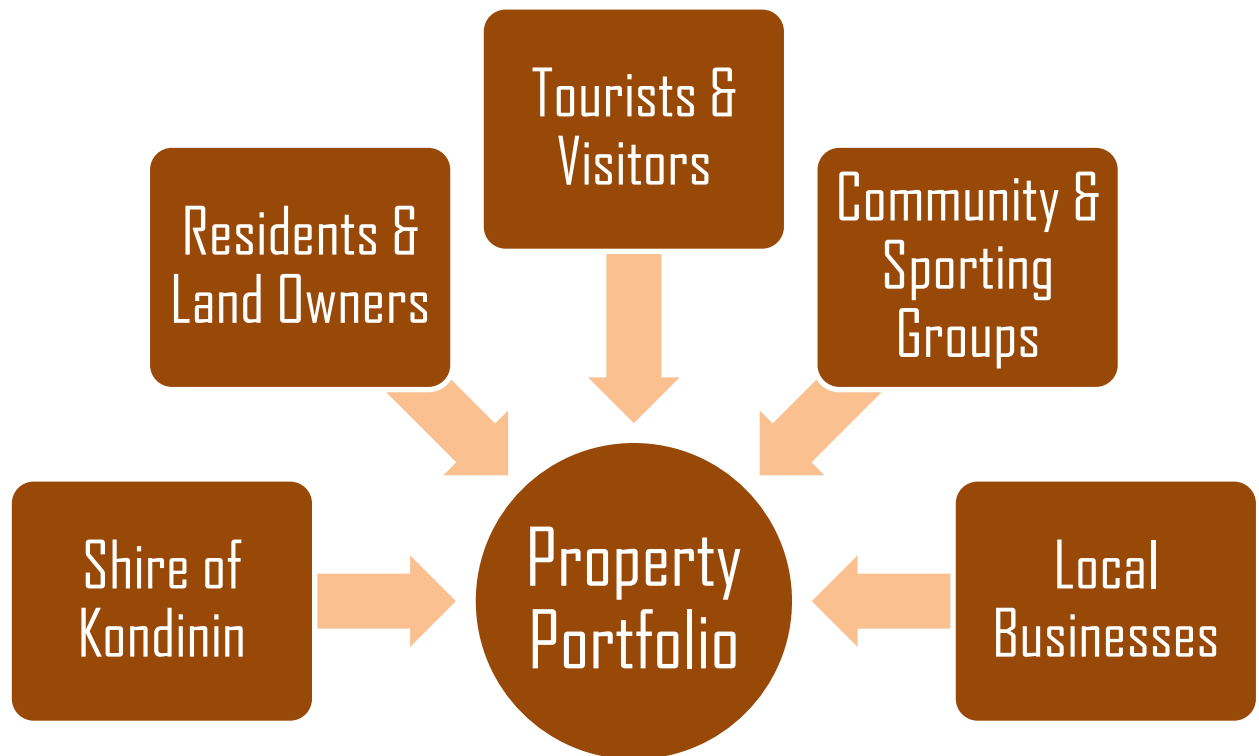 Tourists &
Visitors
Residents &
Land Owners
Community &
Sporting
Groups
Shire of
Kondinin
Property
Portfolio
Local
Businesses